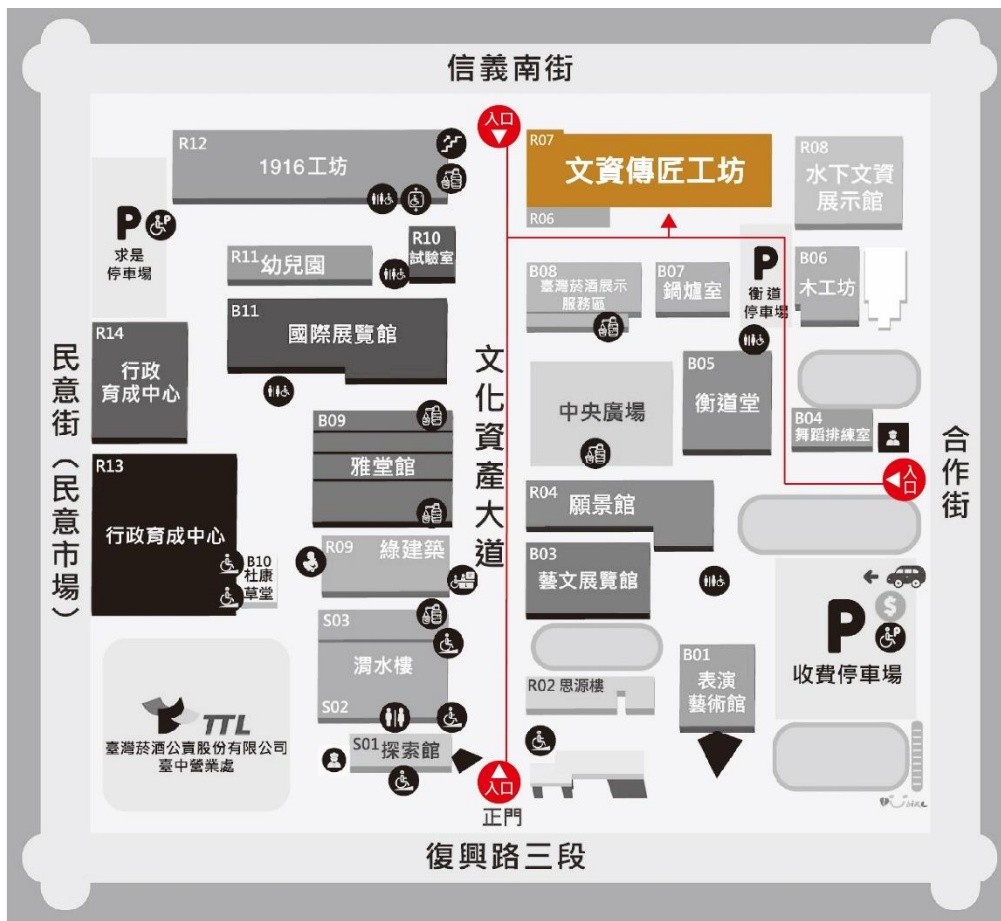 信義南街
入口
R12
1916工坊
R07
文資傳匠工坊
R06
R08
水下文資
展示館
P
求是
停車場
R11 幼兒園
R10
試驗室
B08
臺灣菸酒展示
服務區
B07
鍋爐室
P
衡道
停車場
B06
木工坊
B11
國際展覽館
R14
行政
育成中心
文化資產大道
中央廣場
B05
衡道堂
B04
舞蹈排練室
民意街（民意市場）
合作街
入口
B09
雅堂館
R13
行政育成中心
B10
杜康
草堂
R09 綠建築
R04 願景館
B03
藝文展覽館
P
$
P
收費停車場
S03
渭水樓
S02
R02 思源樓
B01
表演
藝術館
TTL
臺灣菸酒公賣股份有限公司
臺中營業處
S01 探索館
入口
正門
復興路三段